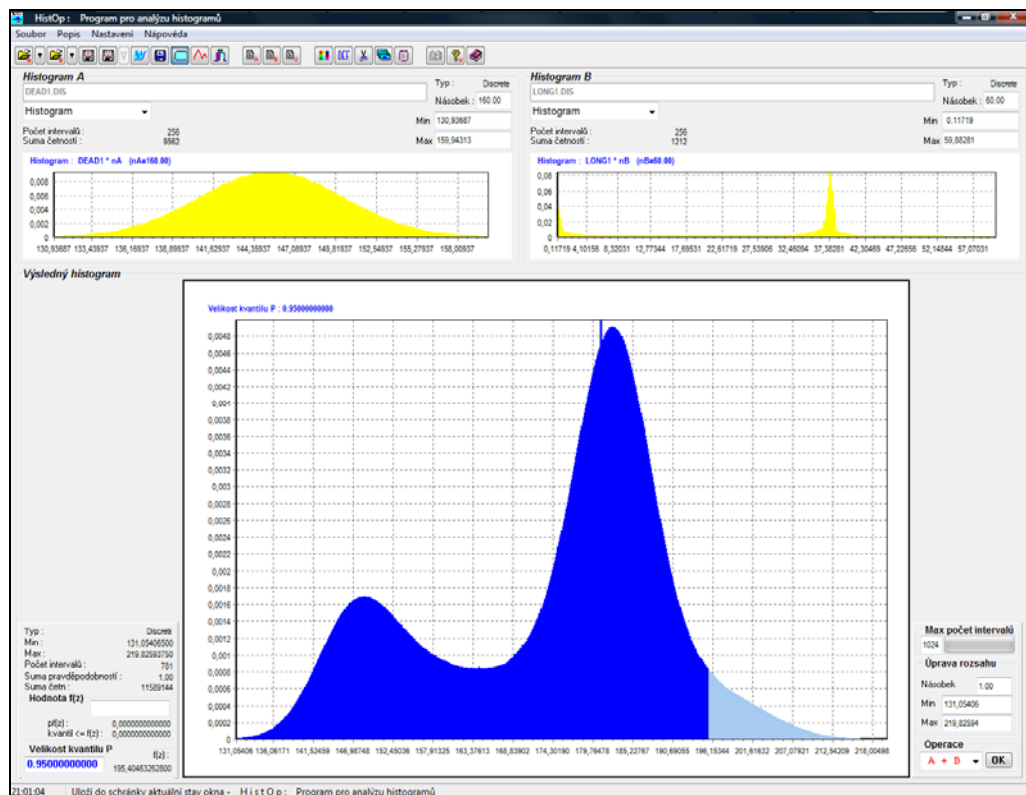 HistOp : Program pro analýzu histogramů
Soubor Popis Nastavení Nápověda
Histogram A
DEAD1.DIS
Typ : Discrete
Násobek : 160.00
Histogram
Min 130,93687
Počet intervalů : 256
Suma četností : 9562
Max 159,94313
Histogram : DEAD1 * nA (nA=160.00)
0,008
0,006
0,004
0,002
0
130,93687 133,43937 136,16937 138,89937 141,62937 144,35937 147,08937 149,81937 152,54937 155,27937 158,00937
Histogram B
LONG1.DIS
Typ : Discrete
Násobek : 60.00
Histogram
Min 0.11719
Počet intervalů : 256
Suma četností : 1312
Max 59,88281
Histogram : LONG1 * nB (nB=60.00)
0,08
0,06
0,04
0,02
0
0,11719 4,10156 8,32031 12,77344 17,69531 22,61719 27,53906 32,46094 37,38281 42,30469 47,22656 52,14844 57,07031
Výsledný histogram
Velikost kvantilu P : 0.95000000000
0,0048
0,0046
0,0044
0,0042
0,004
0,0038
0,0036
0,0034
0,0032
0,003
0,0028
0,0026
0,0024
0,0022
0,002
0,0018
0,0016
0,0014
0,0012
0,001
0,0008
0,0006
0,0004
0,0002
0
131,05406 136,06171 141,52459 146,98748 152,45036 157,91325 163,37613 168,83902 174,30190 179,76478 185,22767 190,69055 196,15344 201,61632 207,07921 212,54209 218,00498
Typ : Discrete
Min : 131,05406500
Max : 219,82593750
Počet intervalů : 781
Suma pravděpodobností : 1.00
Suma četn : 11589144
Hodnota f(z)
pf(z) : 0,000000000000
kvantil <= f(z) : 0,000000000000
Velikost kvantilu P
f(z) :
0.95000000000
195,40463262800
Max počet intervalů
1024
Úprava rozsahu
Násobek 1.00
Min 131,05406
Max 219,82594
Operace
A + B OK
21:01:04 Uloží do schránky aktuální stav okna - H i s t O p : Program pro analýzu histogramů